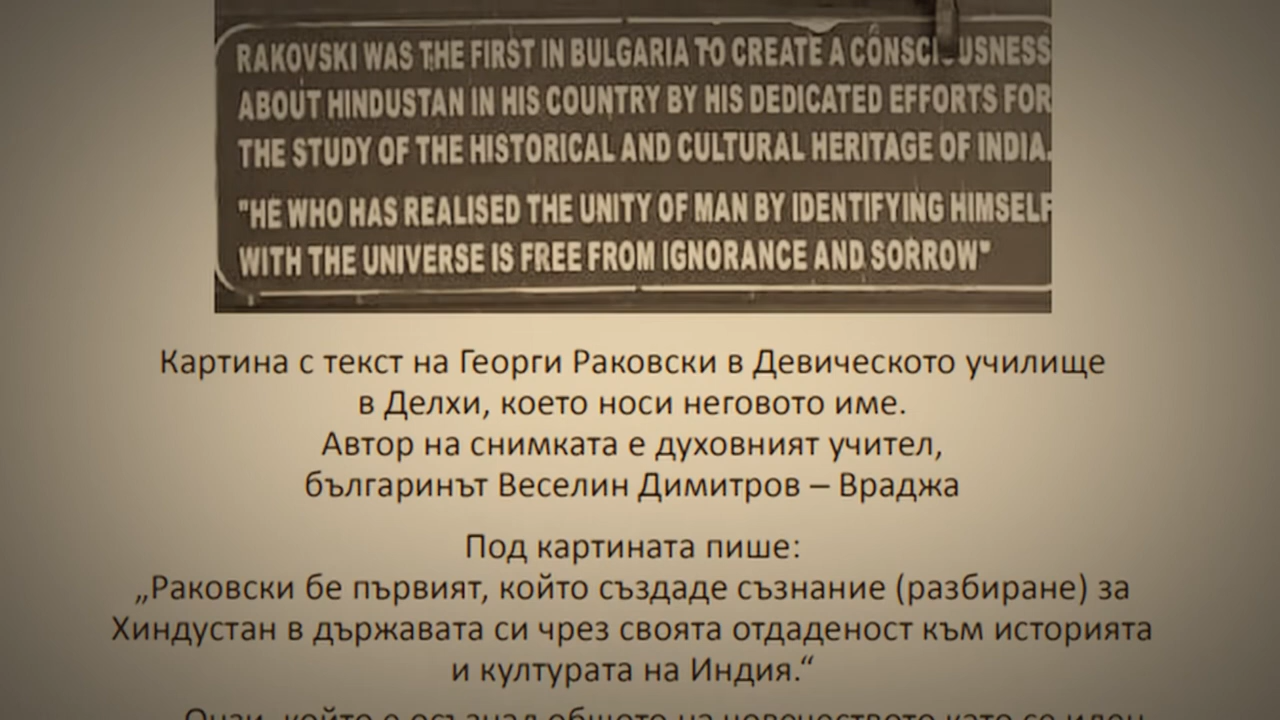 RAKOVSKI WAS THE FIRST IN BULGARIA TO CREATE A CONSCIOUSNESS
ABOUT HINDUSTAN IN HIS COUNTRY BY HIS DEDICATED EFFORTS FOR
THE STUDY OF THE HISTORICAL AND CULTURAL HERITAGE OF INDIA.
"HE WHO HAS REALISED THE UNITY OF MAN BY IDENTIFYING HIMSELF
WITH THE UNIVERSE IS FREE FROM IGNORANCE AND SORROW"
Картина с текст на Георги Раковски в Девическото училище
в Делхи, което носи неговото име.
Автор на снимката е духовният учител,
българинът Веселин Димитров – Враджа
Под картината пише:
„Раковски бе първият, който създаде съзнание (разбиране) за
Хиндустан в държавата си чрез своята отдаденост към историята
и културата на Индия.“